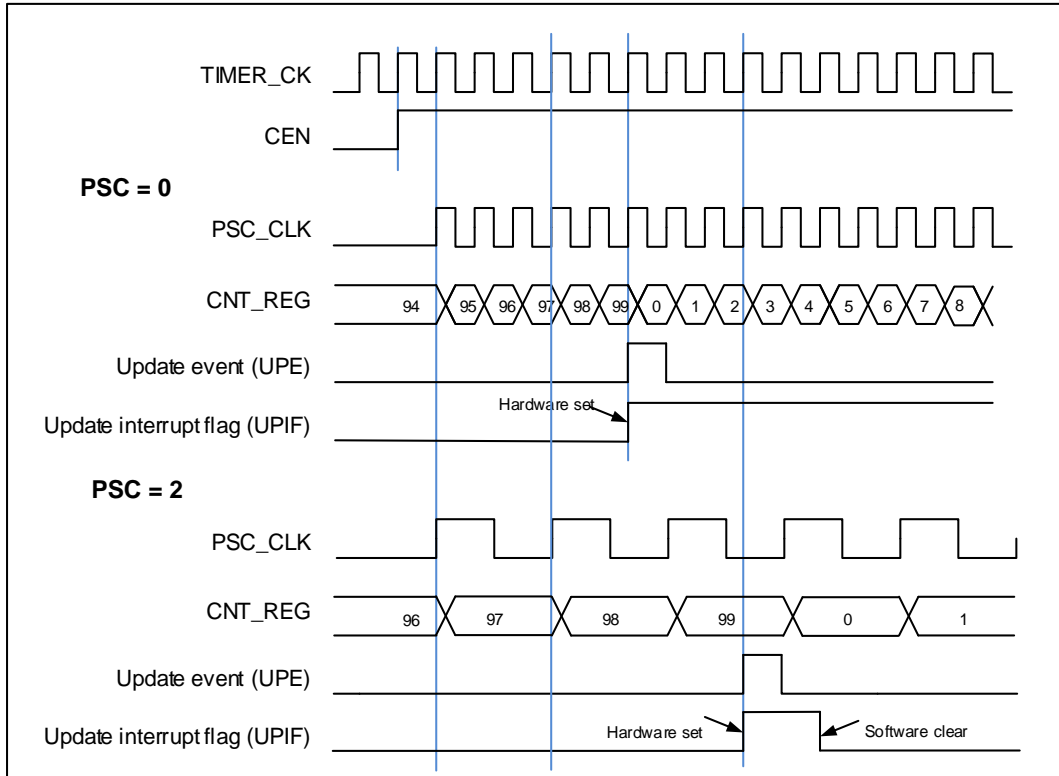 TIMER_CK
CEN
PSC = 0
PSC_CLK
CNT_REG 94 95 96 97 98 99 0 1 2 3 4 5 6 7 8
Update event (UPE)
Hardware set
Update interrupt flag (UPIF)
PSC = 2
PSC_CLK
CNT_REG 96 97 98 99 0 1
Update event (UPE)
Update interrupt flag (UPIF) Hardware set Software clear